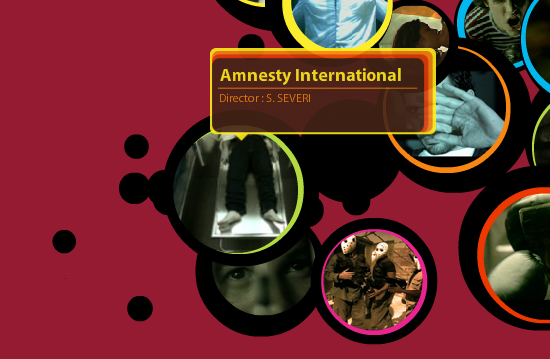 Amnesty International
Director : S. SEVERI